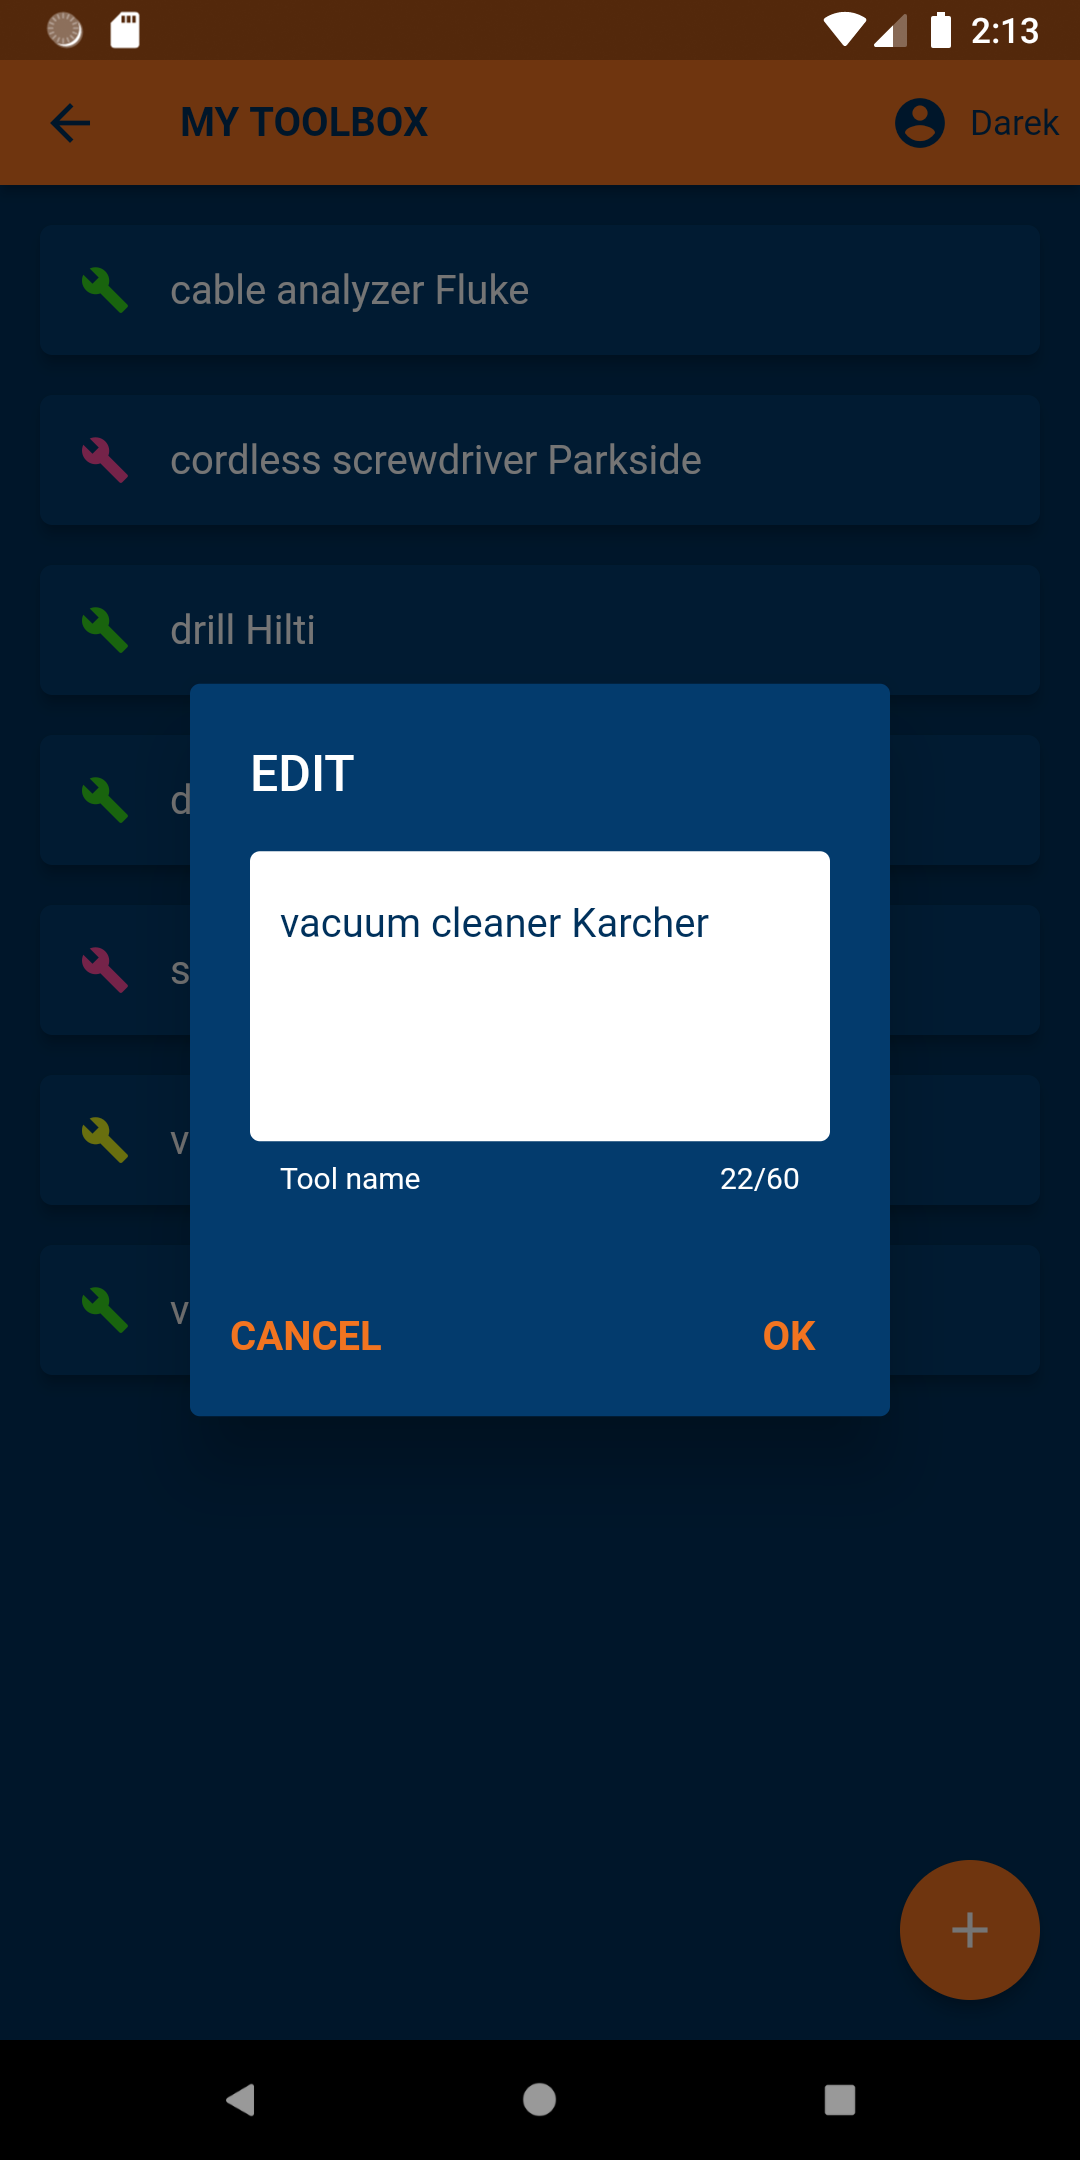 2:13
MY TOOLBOX
Darek
cable analyzer Fluke
cordless screwdriver Parkside
drill Hilti
d
EDIT
vacuum cleaner Karcher
s
v
Tool name 22/60
v
CANCEL OK